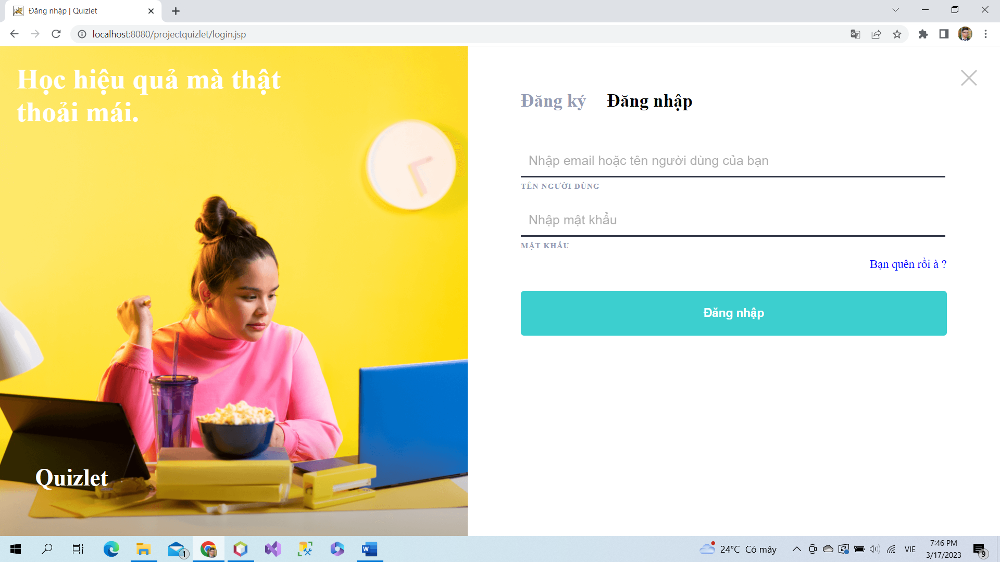 Đăng nhập | Quizlet
localhost:8080/projectquizlet/login.jsp
Học hiệu quả mà thật
thoải mái.
Quizlet
Đăng ký Đăng nhập
Nhập email hoặc tên người dùng của bạn
TÊN NGƯỜI DÙNG
Nhập mật khẩu
MẬT KHẨU
Bạn quên rồi à ?
Đăng nhập
1
W
24°C Có mây
VIE
7:46 PM
3/17/2023
9